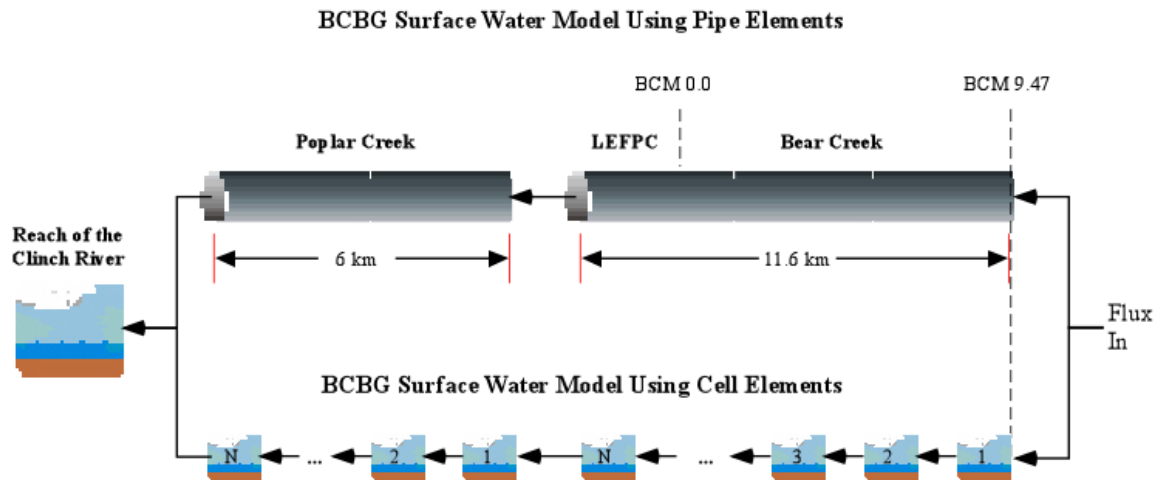 BCBG Surface Water Model Using Pipe Elements
BCM 0.0
BCM 9.47
Poplar Creek
LEFPC
Bear Creek
Reach of the
Clinch River
6 km
11.6 km
Flux
In
BCBG Surface Water Model Using Cell Elements
N
...
2
1
N
...
3
2
1